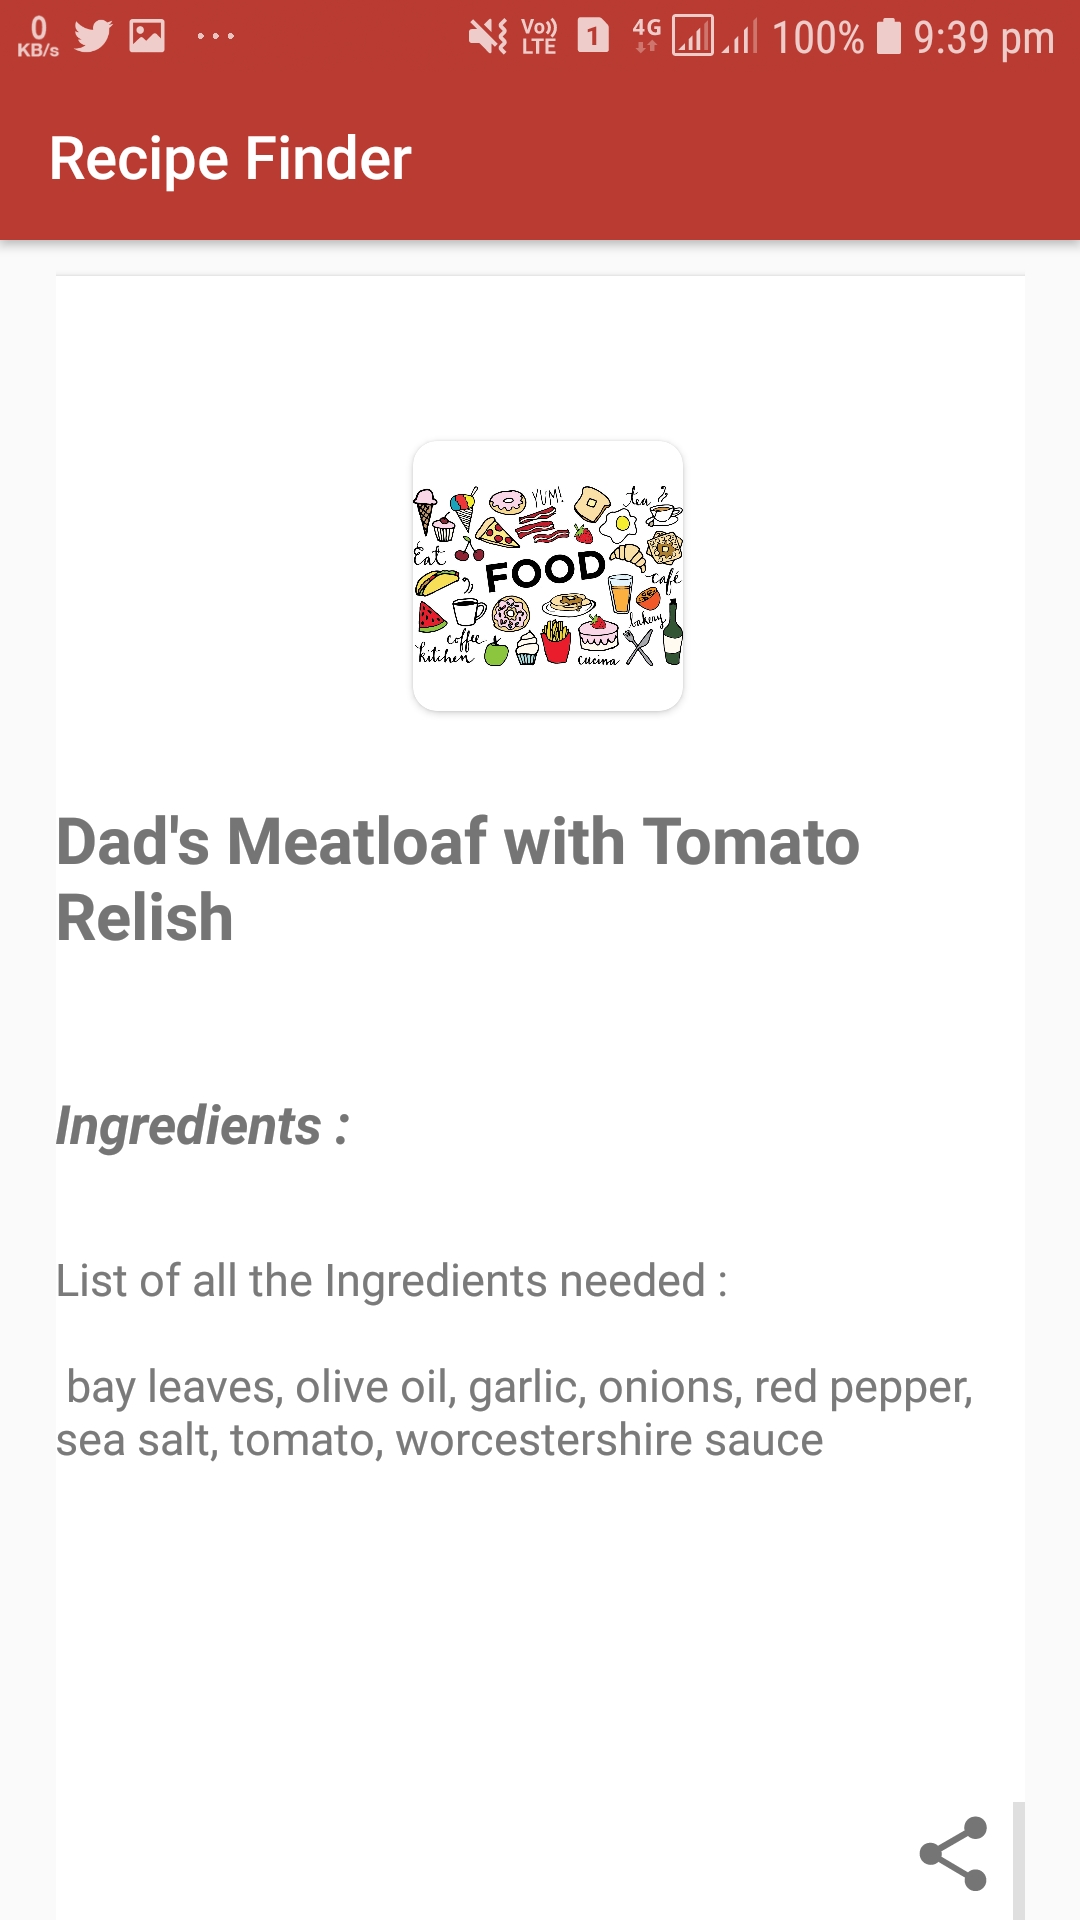 0
KB/s
Vo))
LTE
1
4G
100%
9:39 pm
Recipe Finder
YUM!
tea
Eat
FOOD
café
bakery
coffee
kitchen
cucina
Dad's Meatloaf with Tomato
Relish
Ingredients :
List of all the Ingredients needed :
bay leaves, olive oil, garlic, onions, red pepper,
sea salt, tomato, worcestershire sauce